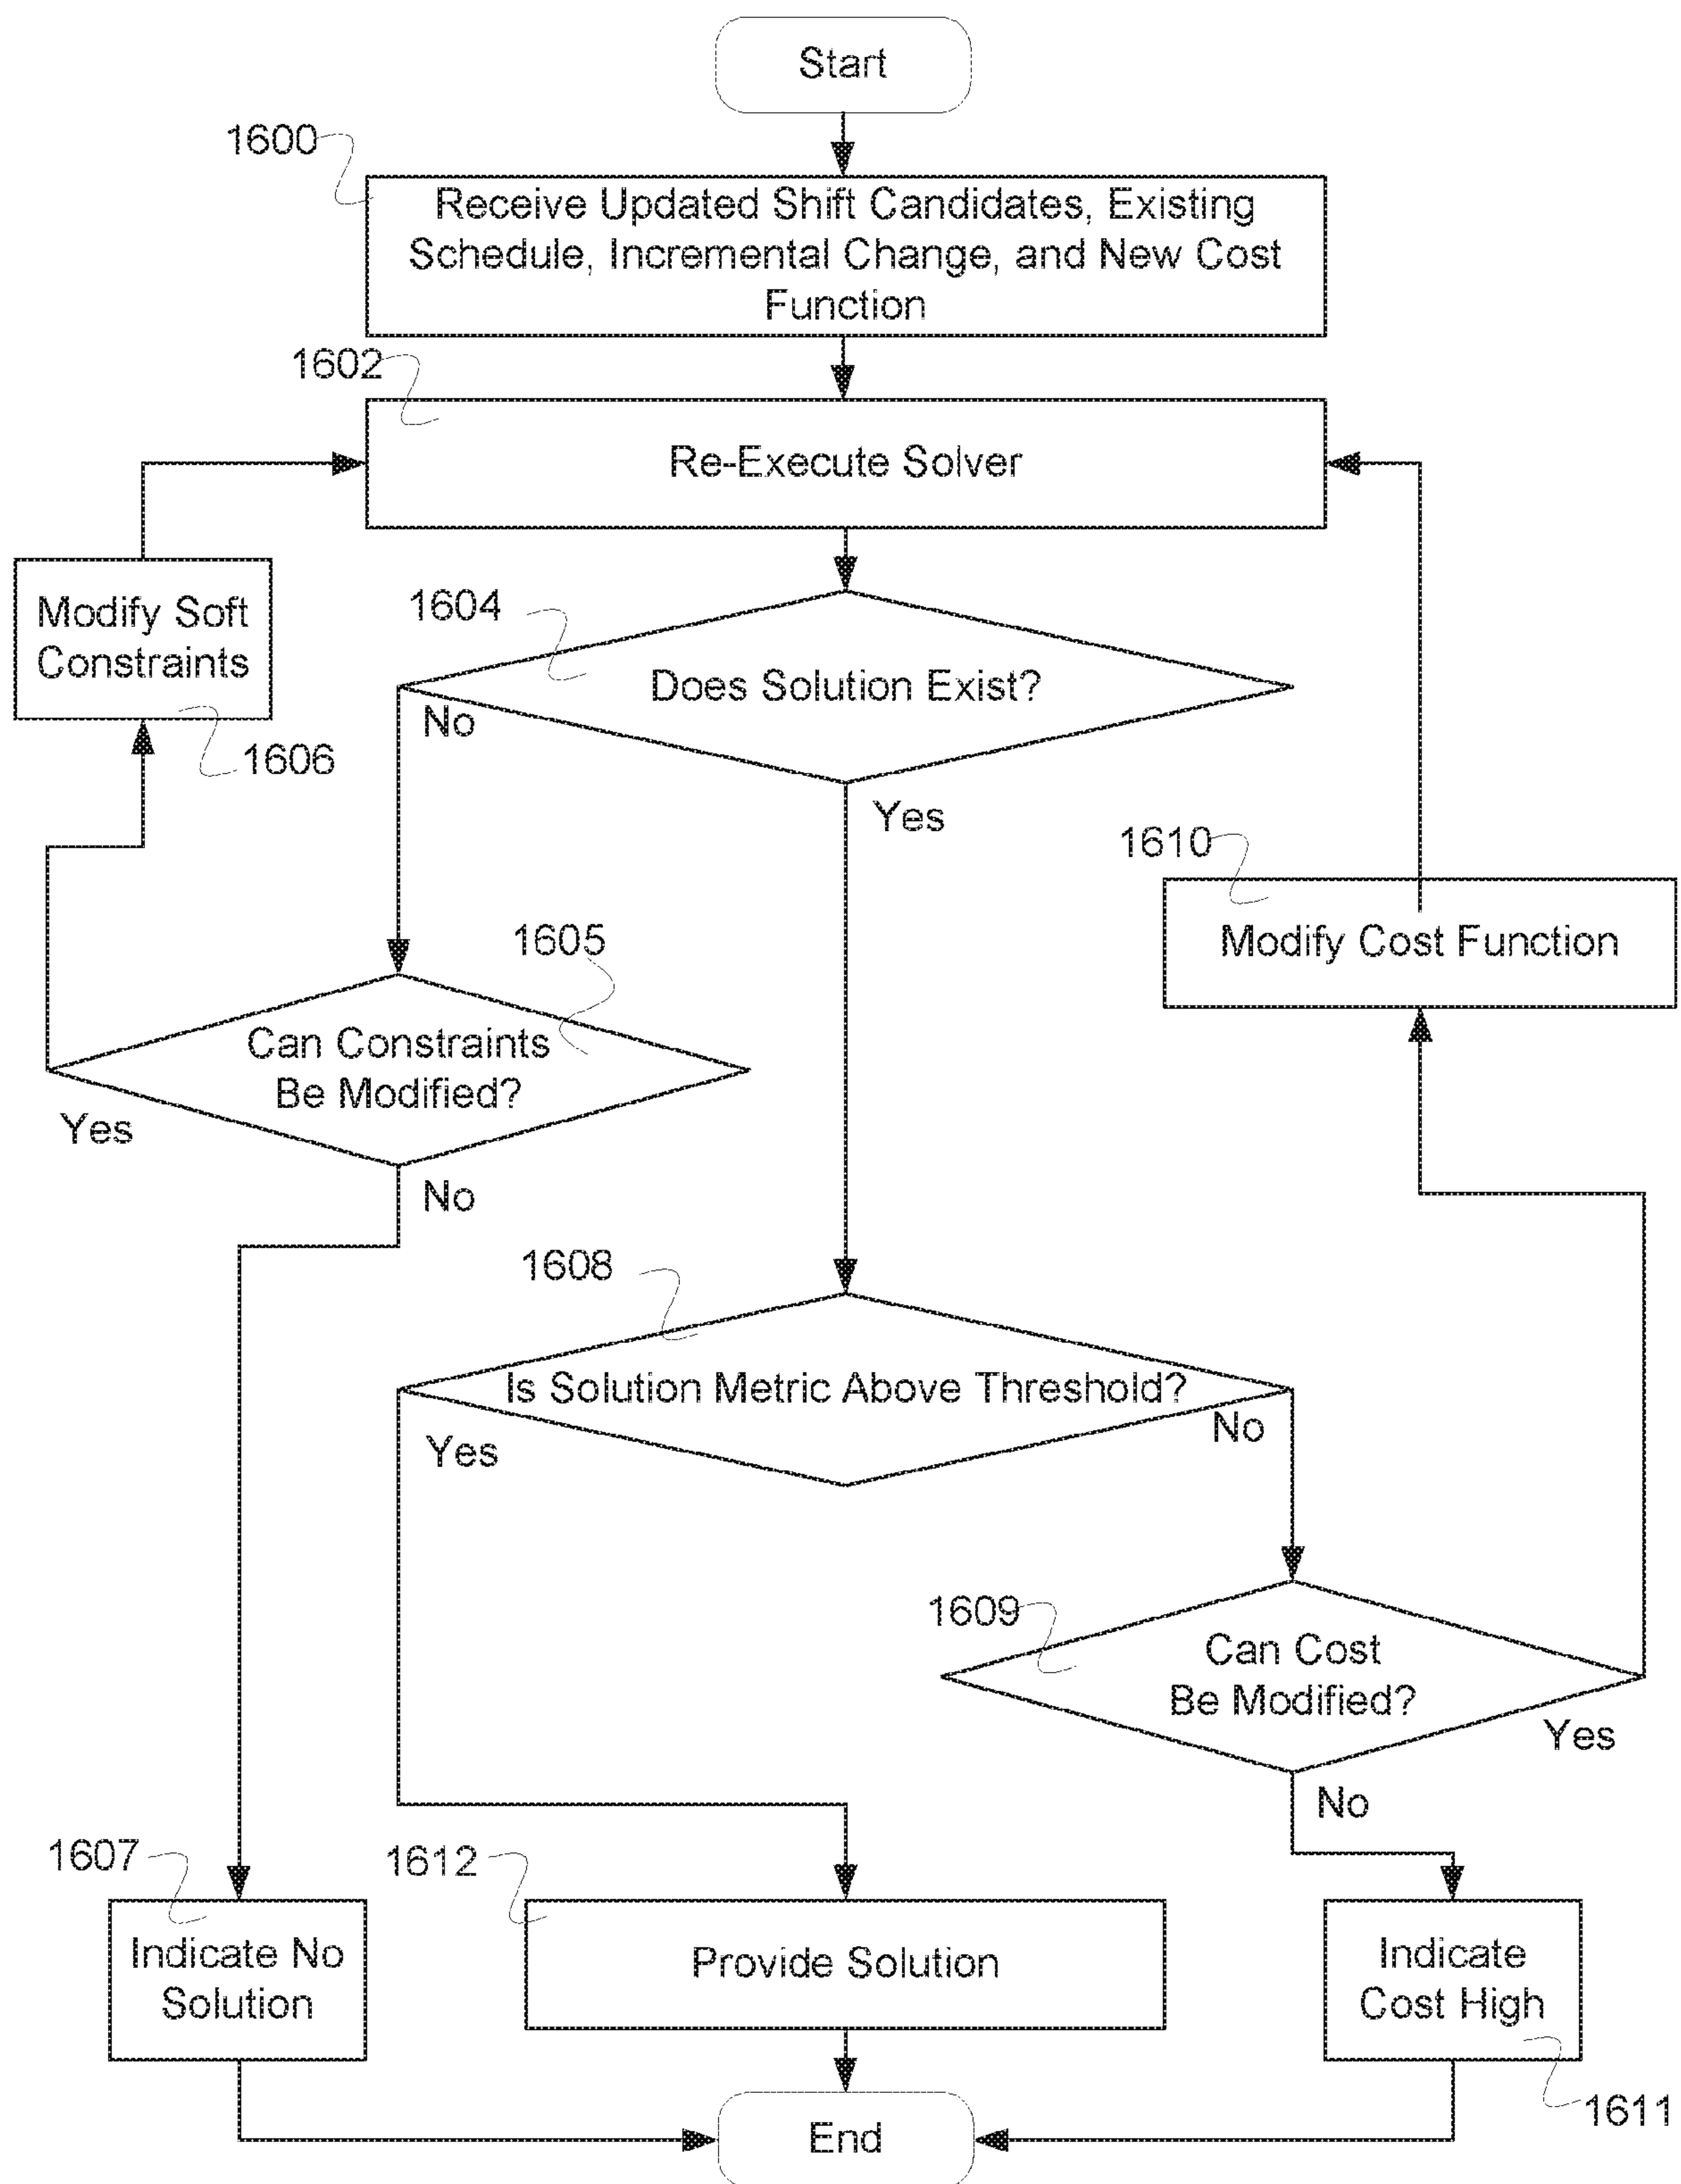 Start
1600
Receive Updated Shift Candidates, Existing
Schedule, Incremental Change, and New Cost
Function
1602
Re-Execute Solver
Modify Soft
Constraints
1606
1604
Does Solution Exist?
No
Yes
1610
Modify Cost Function
1605
Can Constraints
Be Modified?
Yes
No
1608
Is Solution Metric Above Threshold?
Yes
No
1609
Can Cost
Be Modified?
Yes
No
1607
Indicate No
Solution
1612
Provide Solution
Indicate
Cost High
1611
End